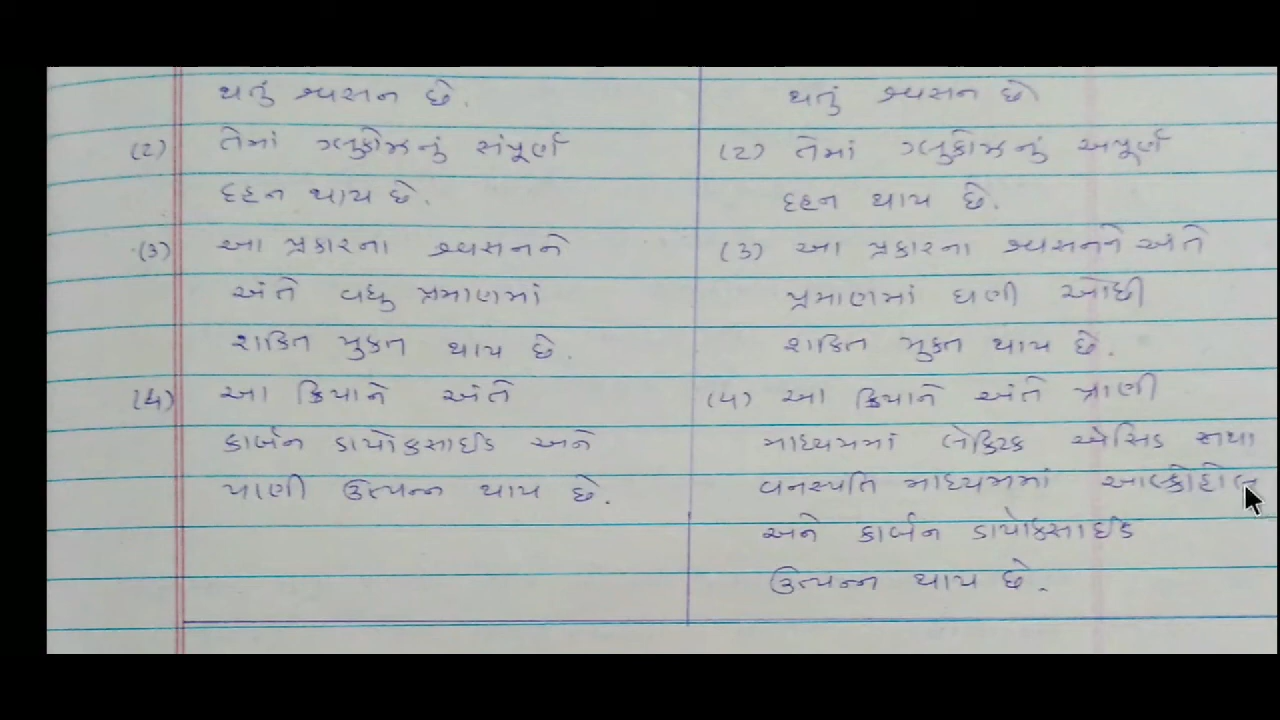 થતું શ્વસન છે.
(2) તેમાં ગ્લુકોઝનું સંપૂર્ણ
દહન થાય છે.
(3) આ પ્રકારના શ્વસનને
અંતે વધુ પ્રમાણમાં
શક્તિ મુક્ત થાય છે.
(4) આ ક્રિયાને અંતે
કાર્બન ડાયોકસાઈડ અને
પાણી ઉત્પન્ન થાય છે.
થતું શ્વસન છે
(2) તેમાં ગ્લુકોઝનું અપૂર્ણ
દહન થાય છે.
(3) આ પ્રકારના શ્વસનને અંતે
પ્રમાણમાં ઘણી ઓછી
શક્તિ મુક્ત થાય છે.
(4) આ ક્રિયાને અંતે પ્રાણી
માધ્યમમાં લેક્ટિક એસિડ તથા
વનસ્પતિ માધ્યમમાં આલ્કોહોલ
અને કાર્બન ડાયોકસાઈડ
ઉત્પન્ન થાય છે.